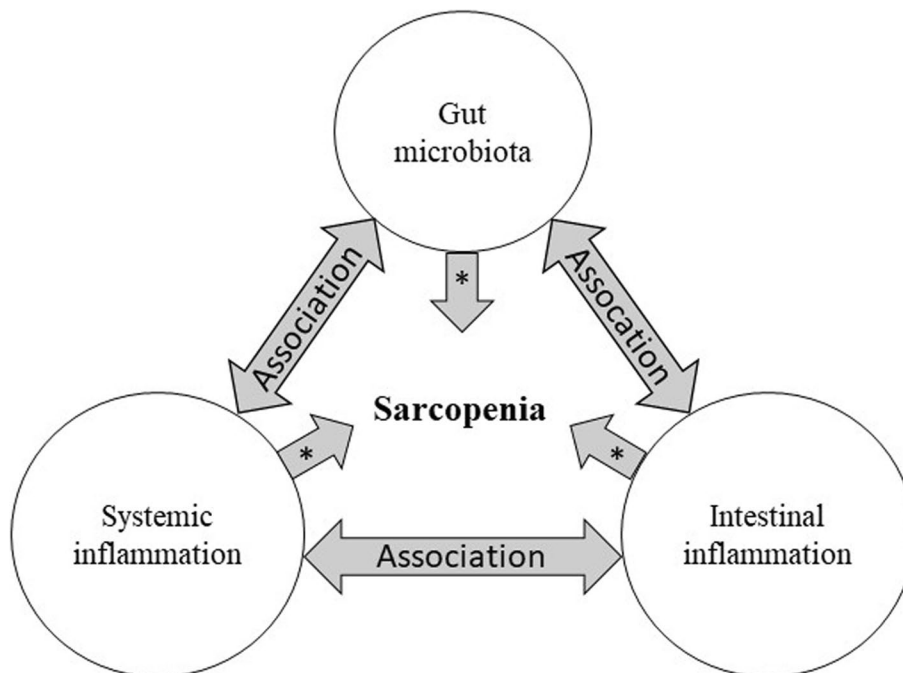 Gut
microbiota
Association
Assocation
*
Sarcopenia
*
*
Systemic
inflammation
Association
Intestinal
inflammation